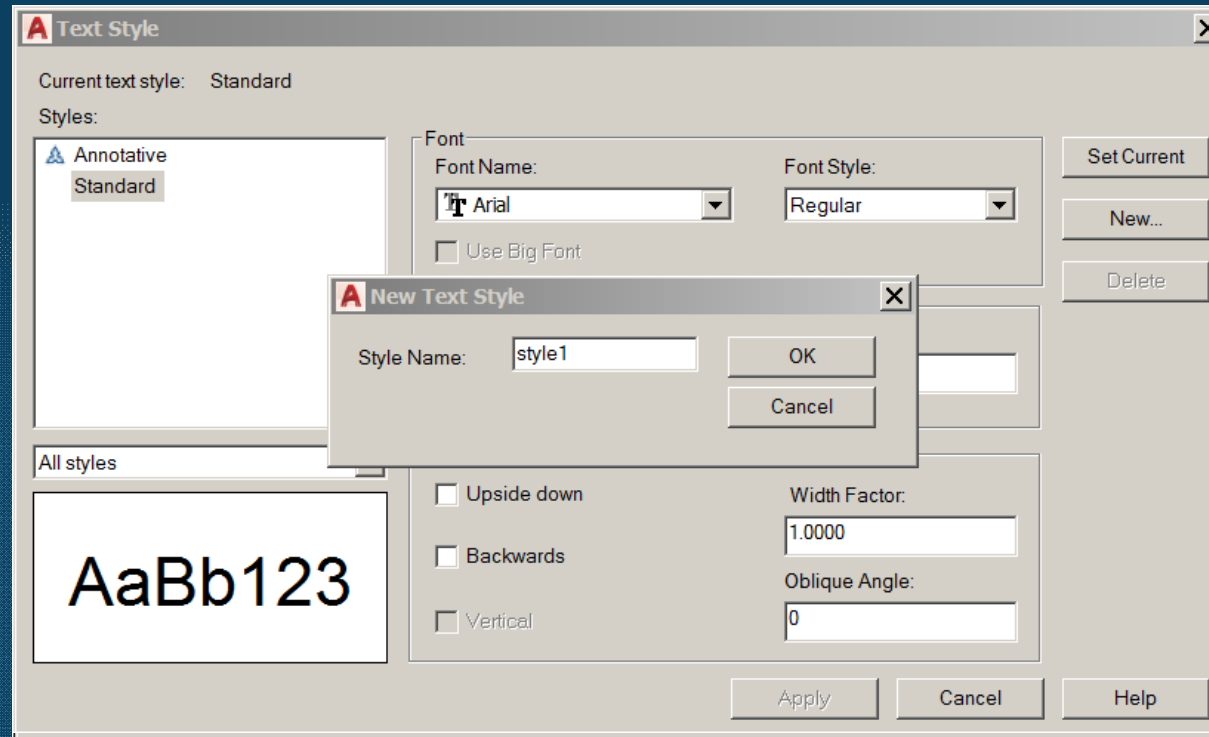 Text Style
Current text style: Standard
Styles:
Annotative
Standard
Font
Font Name:
Arial
Use Big Font
Font Style:
Regular
Set Current
New...
Delete
New Text Style
Style Name: style1
OK
Cancel
All styles
AaBb123
Upside down
Backwards
Vertical
Width Factor:
1.0000
Oblique Angle:
0
Apply
Cancel
Help